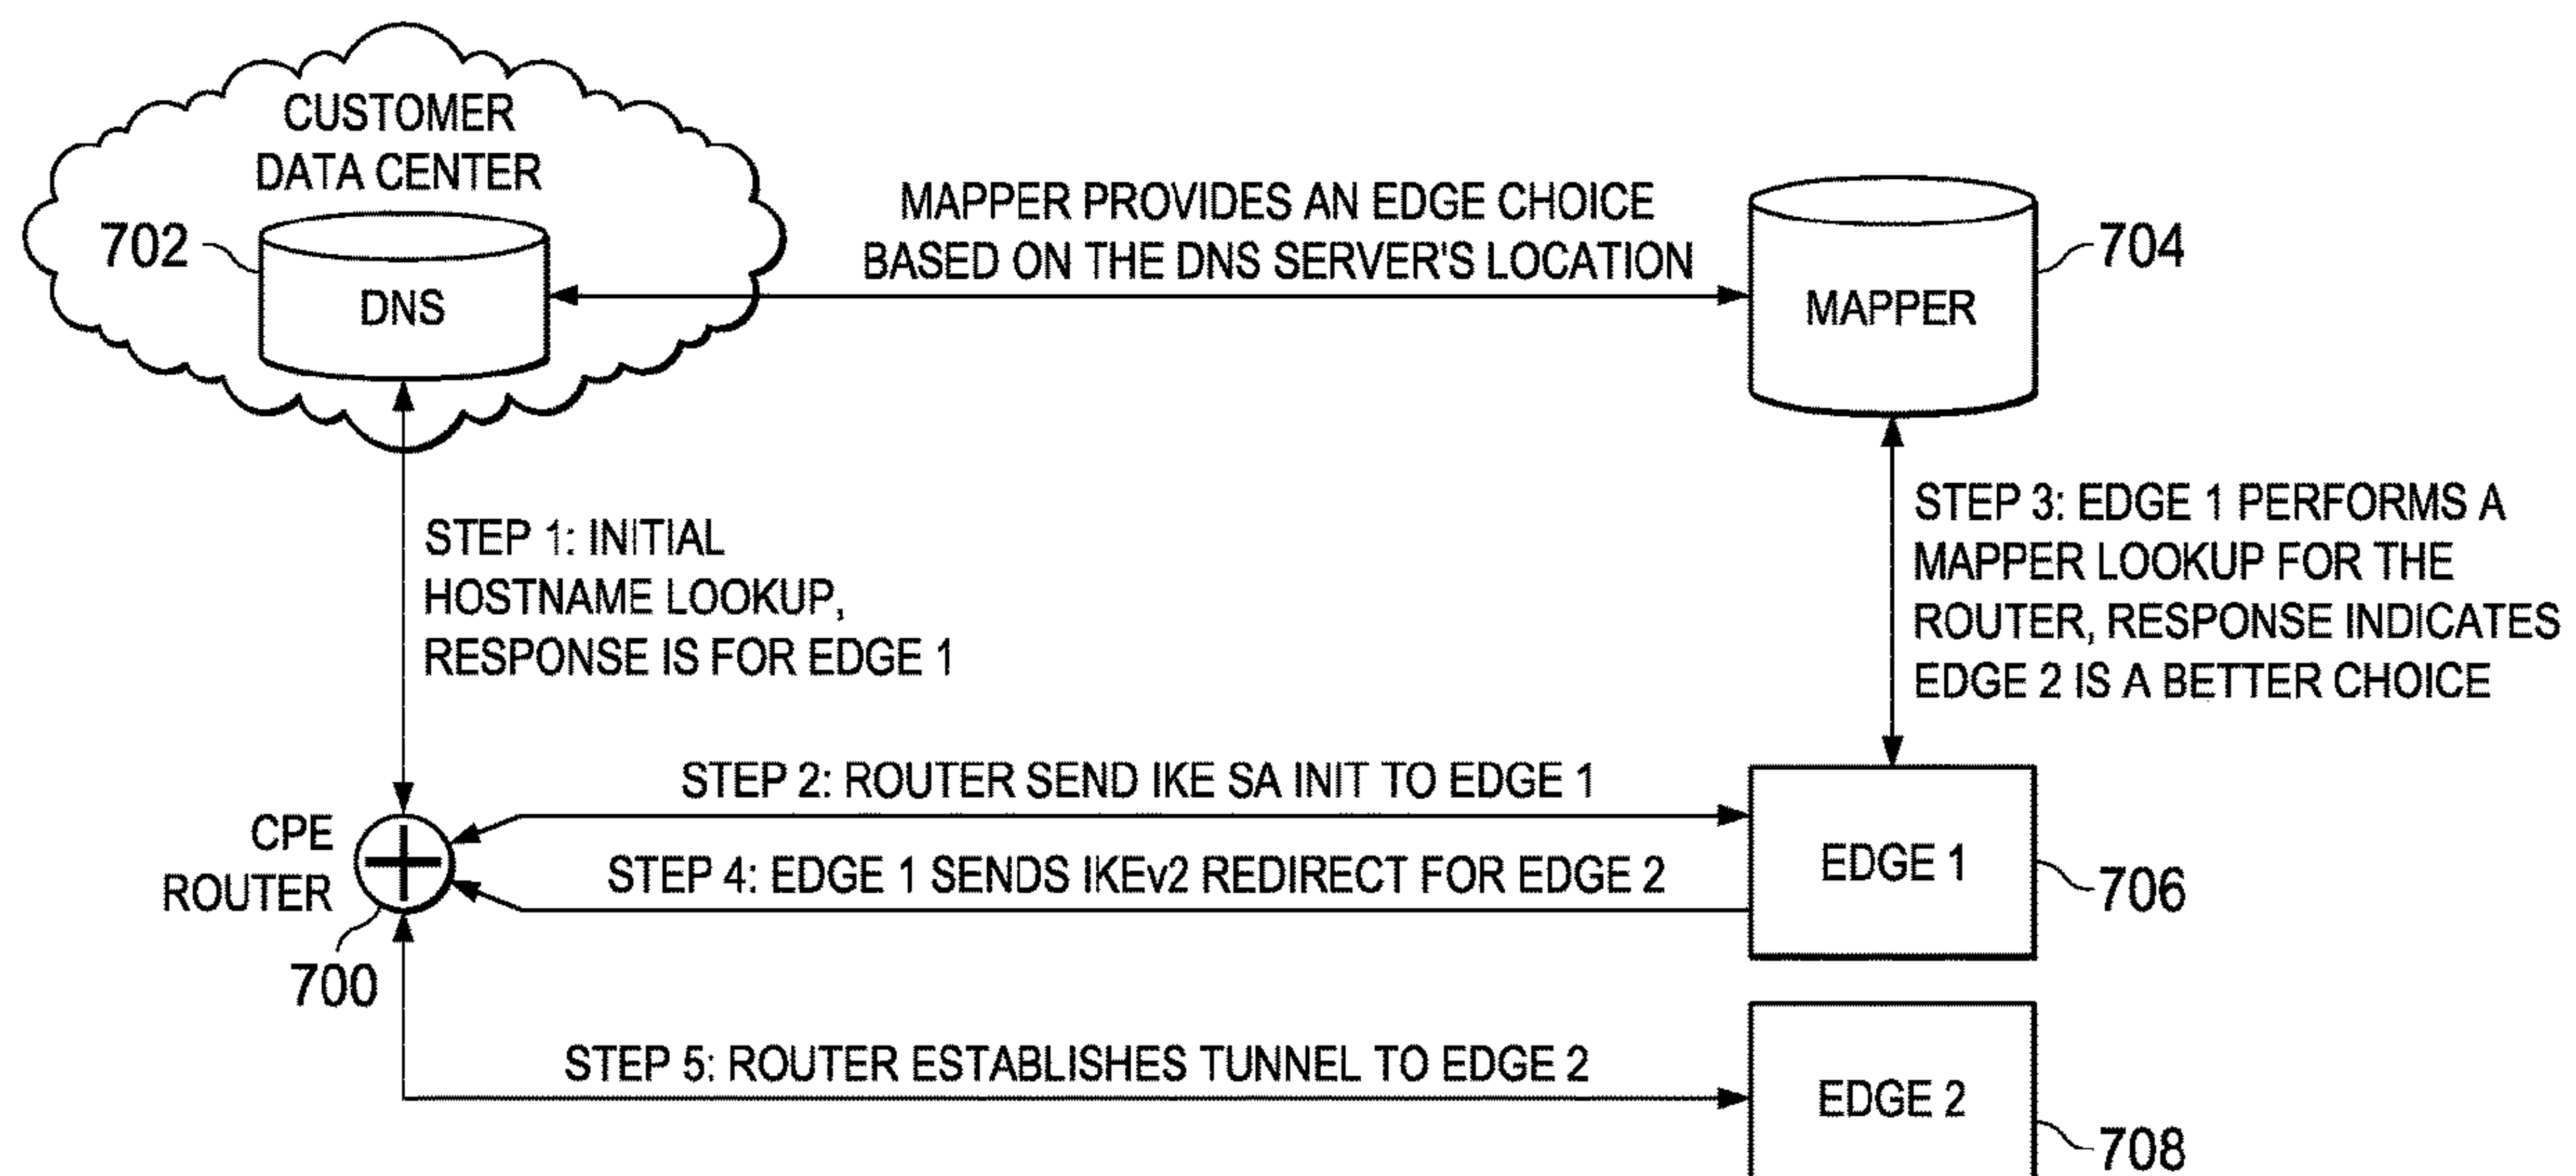 CUSTOMER
DATA CENTER
702
DNS
MAPPER PROVIDES AN EDGE CHOICE
BASED ON THE DNS SERVER'S LOCATION
704
MAPPER
STEP 1: INITIAL
HOSTNAME LOOKUP,
RESPONSE IS FOR EDGE 1
STEP 3: EDGE 1 PERFORMS A
MAPPER LOOKUP FOR THE
ROUTER, RESPONSE INDICATES
EDGE 2 IS A BETTER CHOICE
STEP 2: ROUTER SEND IKE SA INIT TO EDGE 1
CPE
ROUTER
700
STEP 4: EDGE 1 SENDS IKEv2 REDIRECT FOR EDGE 2
EDGE 1
706
STEP 5: ROUTER ESTABLISHES TUNNEL TO EDGE 2
EDGE 2
708